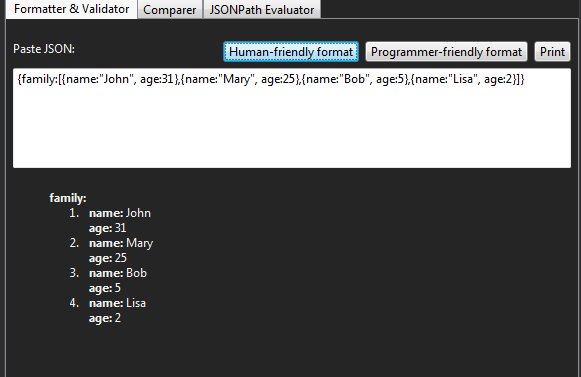 Formatter & Validator Comparer JSONPath Evaluator
Paste JSON: Human-friendly format Programmer-friendly format Print
{family:[{name:"John", age:31},{name:"Mary", age:25},{name:"Bob", age:5},{name:"Lisa", age:2}]}
family:
1. name: John
age: 31
2. name: Mary
age: 25
3. name: Bob
age: 5
4. name: Lisa
age: 2